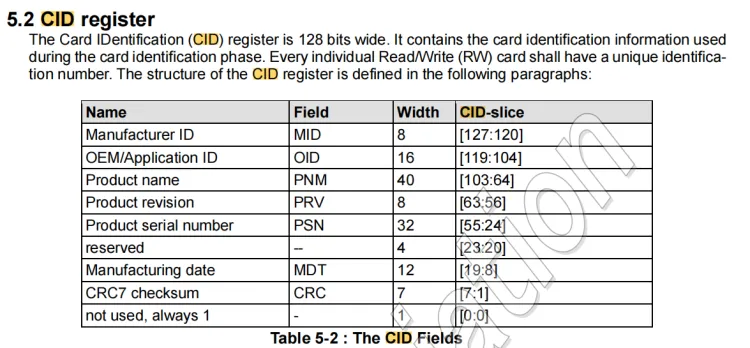 5.2 CID register
The Card IDentification (CID) register is 128 bits wide. It contains the card identification information used
during the card identification phase. Every individual Read/Write (RW) card shall have a unique identifica-
tion number. The structure of the CID register is defined in the following paragraphs:
Name Field Width CID-slice
Manufacturer ID MID 8 [127:120]
OEM/Application ID OID 16 [119:104]
Product name PNM 40 [103:64]
Product revision PRV 8 [63:56]
Product serial number PSN 32 [55:24]
reserved -- 4 [23:20]
Manufacturing date MDT 12 [19:8]
CRC7 checksum CRC 7 [7:1]
not used, always 1 - 1 [0:0]
Table 5-2 : The CID Fields